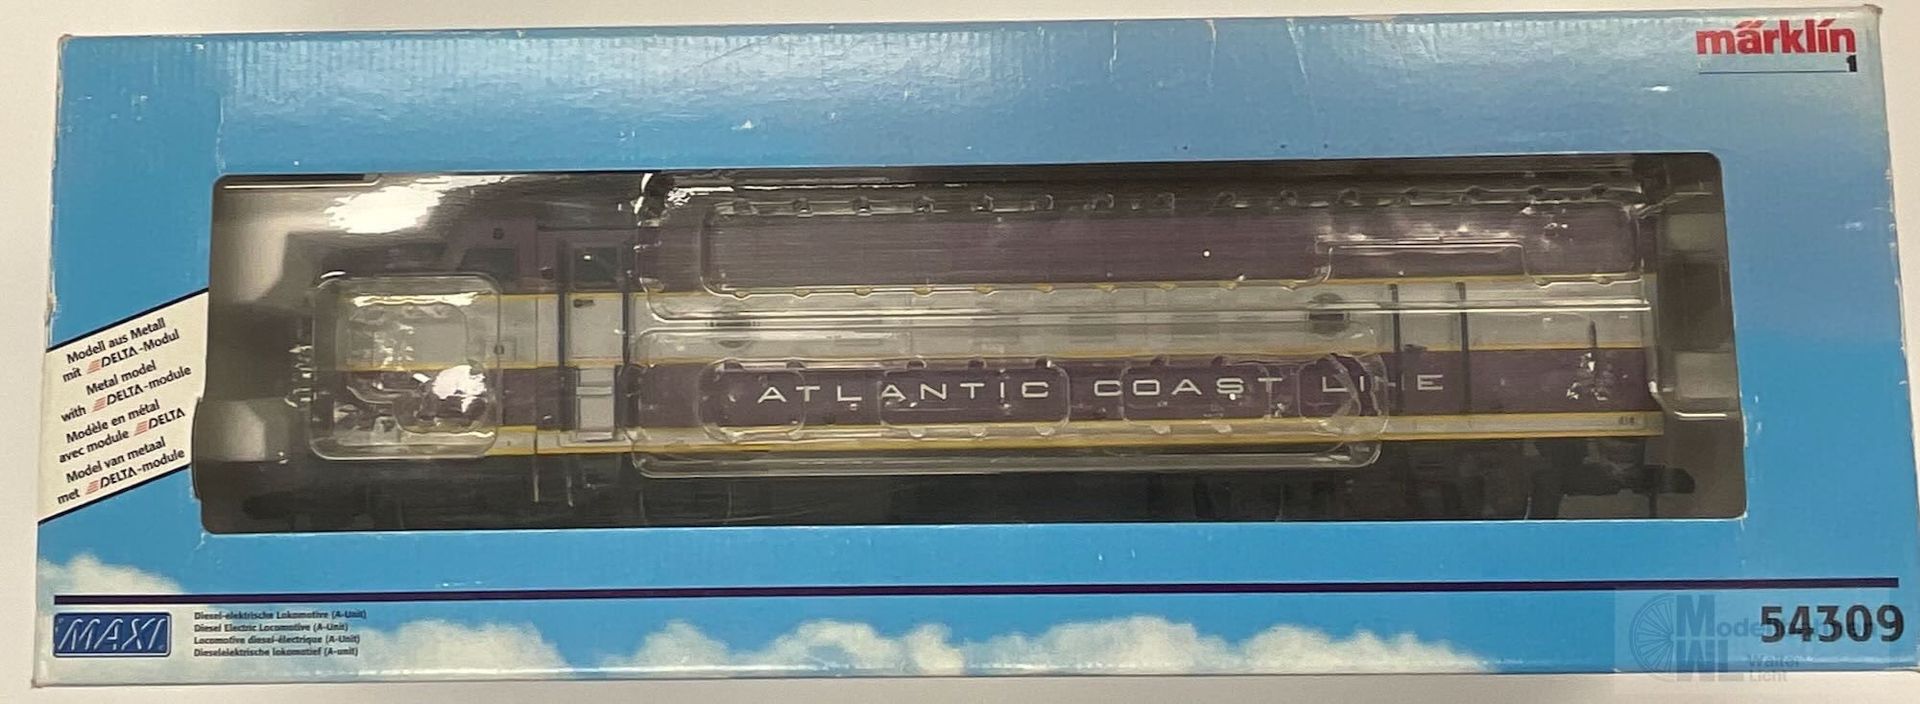 märklin
1
Modell aus Metall
mit DELTA-Modul
Metal model
with DELTA-module
Modèle en métal
avec module DELTA
Model van metaal
met DELTA-module
ATLANTIC COAST LINE
MAXI
Diesel-elektrische Lokomotive (A-Unit)
Diesel Electric Locomotive (A-Unit)
Locomotive diesel-électrique (A-Unit)
Dieselelektrische lokomotief (A-unit)
54309
Walter
Licht